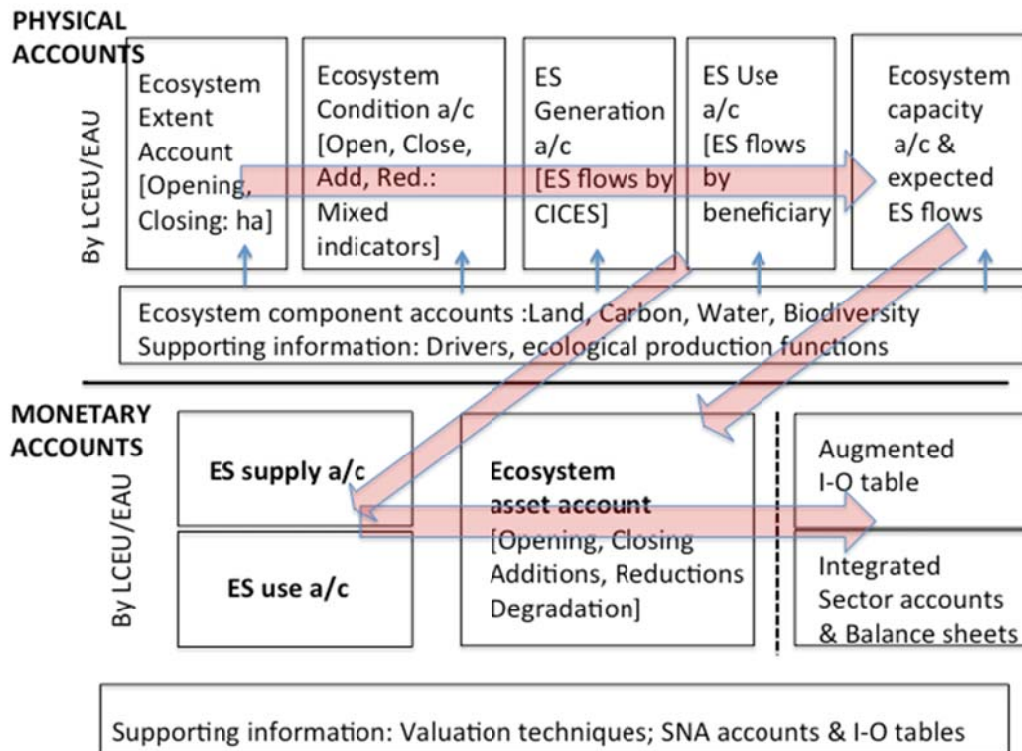 PHYSICAL
ACCOUNTS
By LCEU/EAU
Ecosystem
Extent
Account
[Opening,
Closing: ha]
Ecosystem
Condition a/c
[Open, Close,
Add, Red.:
Mixed
indicators]
ES
Generation
a/c
[ES flows by
CICES]
ES Use
a/c
[ES flows
by
beneficiary
Ecosystem
capacity
a/c &
expected
ES flows
Ecosystem component accounts :Land, Carbon, Water, Biodiversity
Supporting information: Drivers, ecological production functions
MONETARY
ACCOUNTS
By LCEU/EAU
ES supply a/c
ES use a/c
Ecosystem
asset account
[Opening, Closing
Additions, Reductions
Degradation]
Augmented
I-O table
Integrated
Sector accounts
& Balance sheets
Supporting information: Valuation techniques; SNA accounts & I-O tables